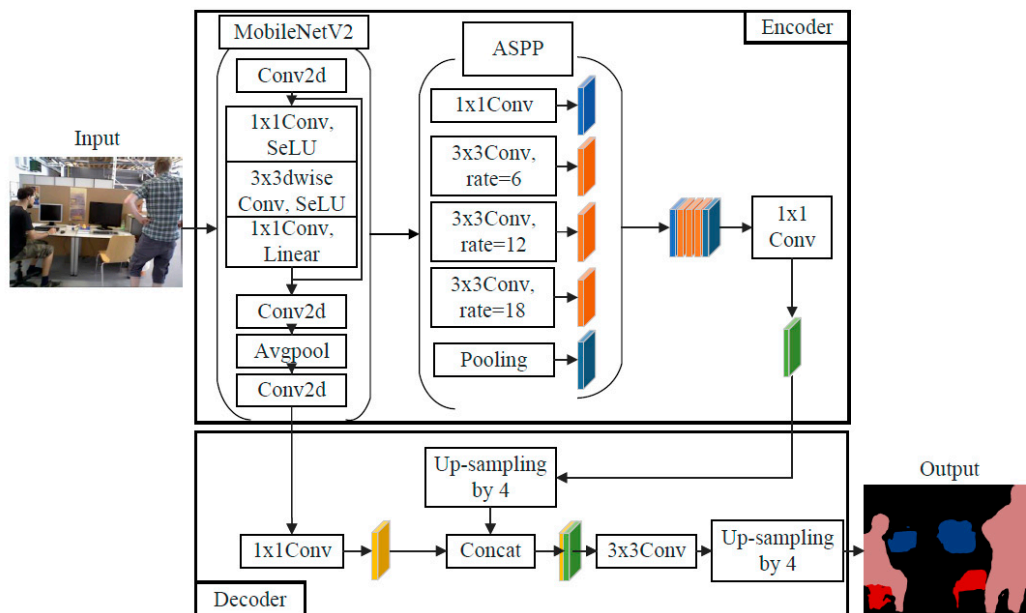 MobileNetV2
Encoder
ASPP
Conv2d
1x1Conv,
SeLU
3x3dwise
Conv, SeLU
1x1Conv,
Linear
Conv2d
Avgpool
Conv2d
Input
1x1Conv
3x3Conv,
rate=6
3x3Conv,
rate=12
3x3Conv,
rate=18
Pooling
1x1
Conv
Up-sampling
by 4
1x1Conv
Concat
3x3Conv
Up-sampling
by 4
Output
Decoder